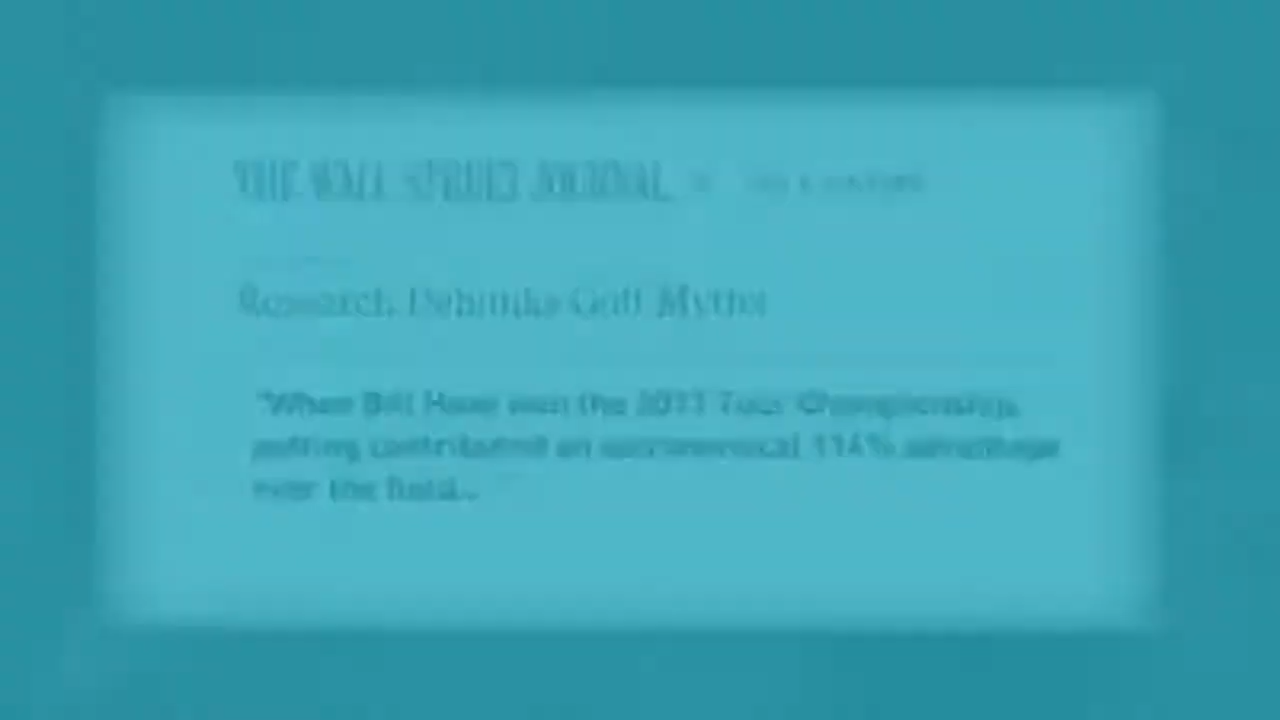 THE WALL STREET JOURNAL
Research Debunks Golf Myths
"When Bill Haas won the 2011 Tour Championship,
putting contributed an astronomical 114% advantage
over the field...